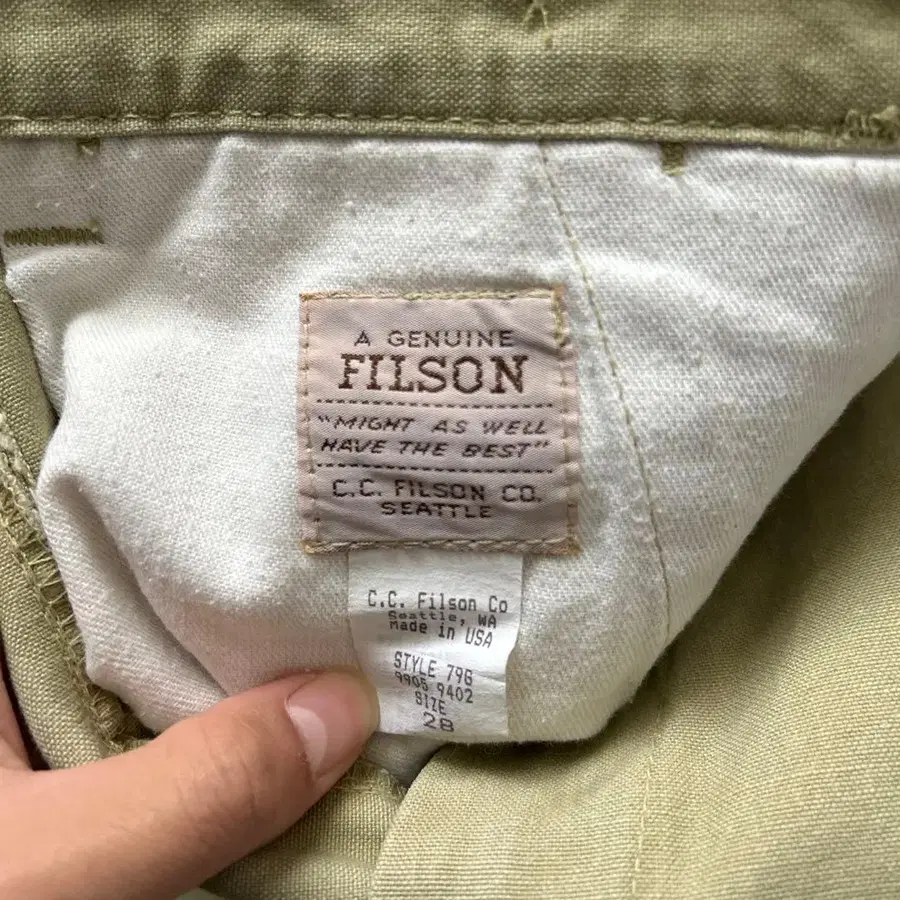 A GENUINE
FILSON
"MIGHT AS WELL
HAVE THE BEST"
C.C. FILSON CO.
SEATTLE
C.C. Filson Co
Seattle, WA
Made in USA
STYLE 79G
9905 9402
SIZE
28